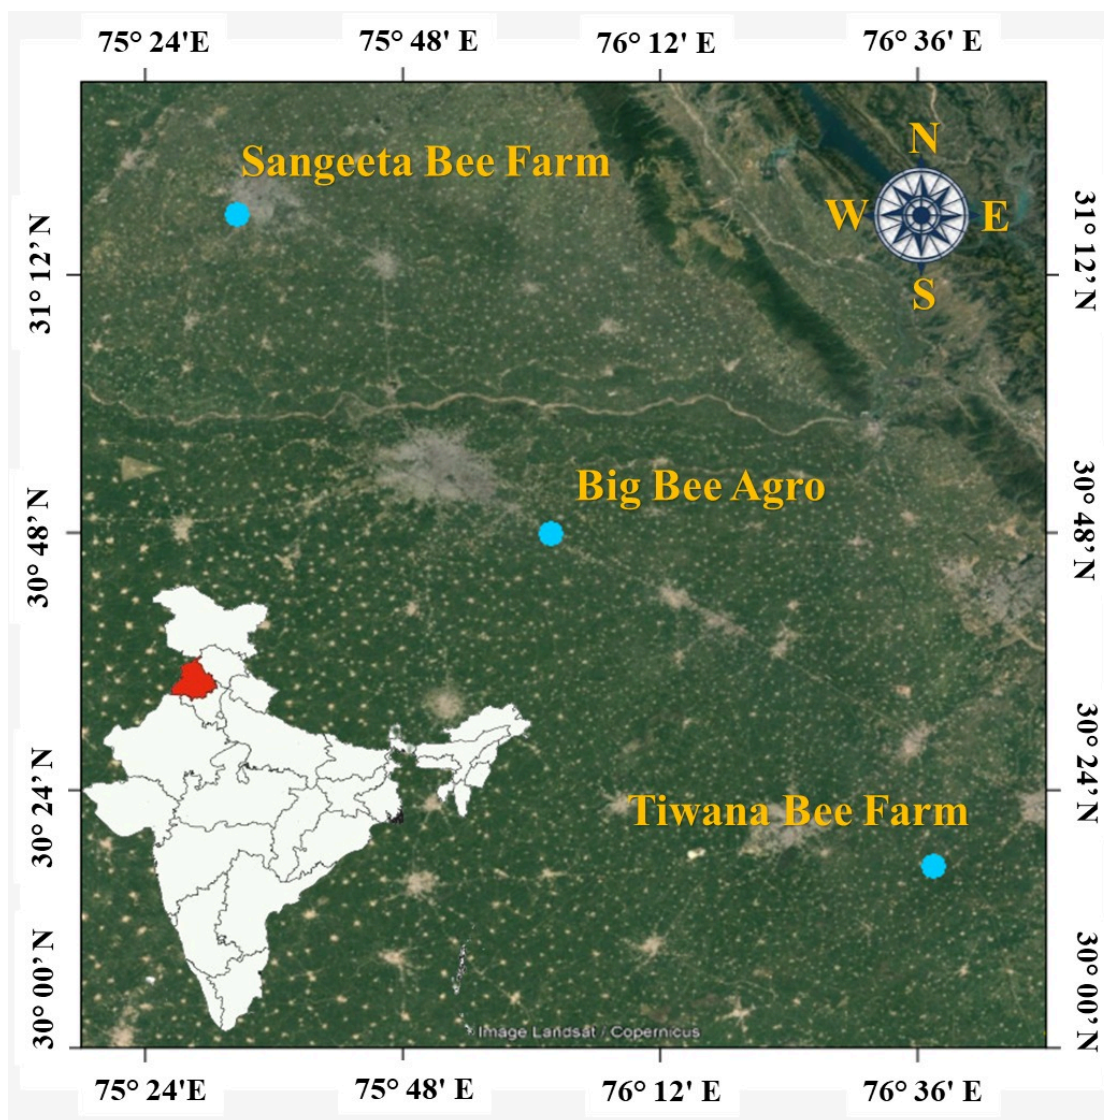 75° 24'E
75° 48' E
76° 12' E
76° 36' E
N
Sangeeta Bee Farm
W
E
31° 12’ N
31° 12’ N
S
Big Bee Agro
30° 48’ N
30° 48’ N
30° 24’ N
30° 24’ N
Tiwana Bee Farm
30° 00’ N
30° 00’ N
Image Landsat / Copernicus
75° 24'E
75° 48' E
76° 12' E
76° 36' E